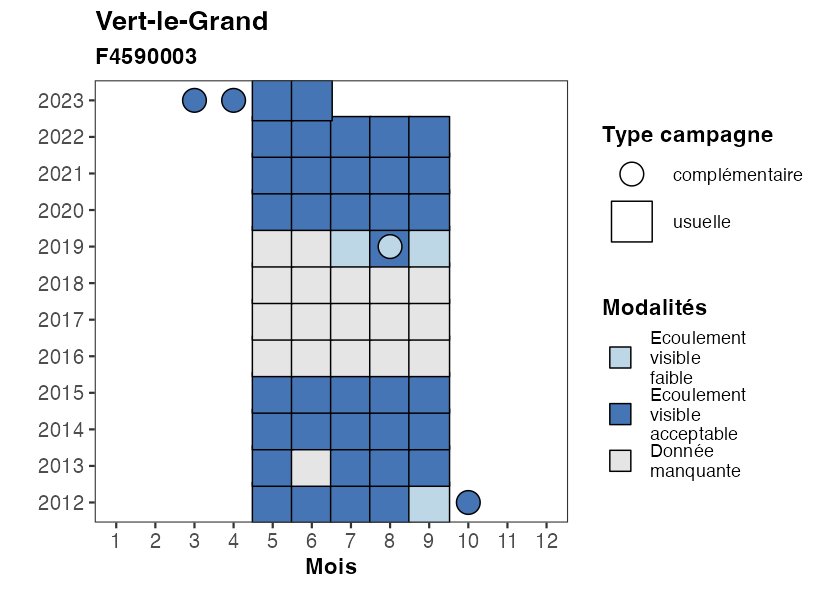 Vert-le-Grand
F4590003
2023
2022
2021
2020
2019
2018
2017
2016
2015
2014
2013
2012
1 2 3 4 5 6 7 8 9 10 11 12
Mois
Type campagne
complémentaire
usuelle
Modalités
Ecoulement
visible
faible
Ecoulement
visible
acceptable
Donnée
manquante